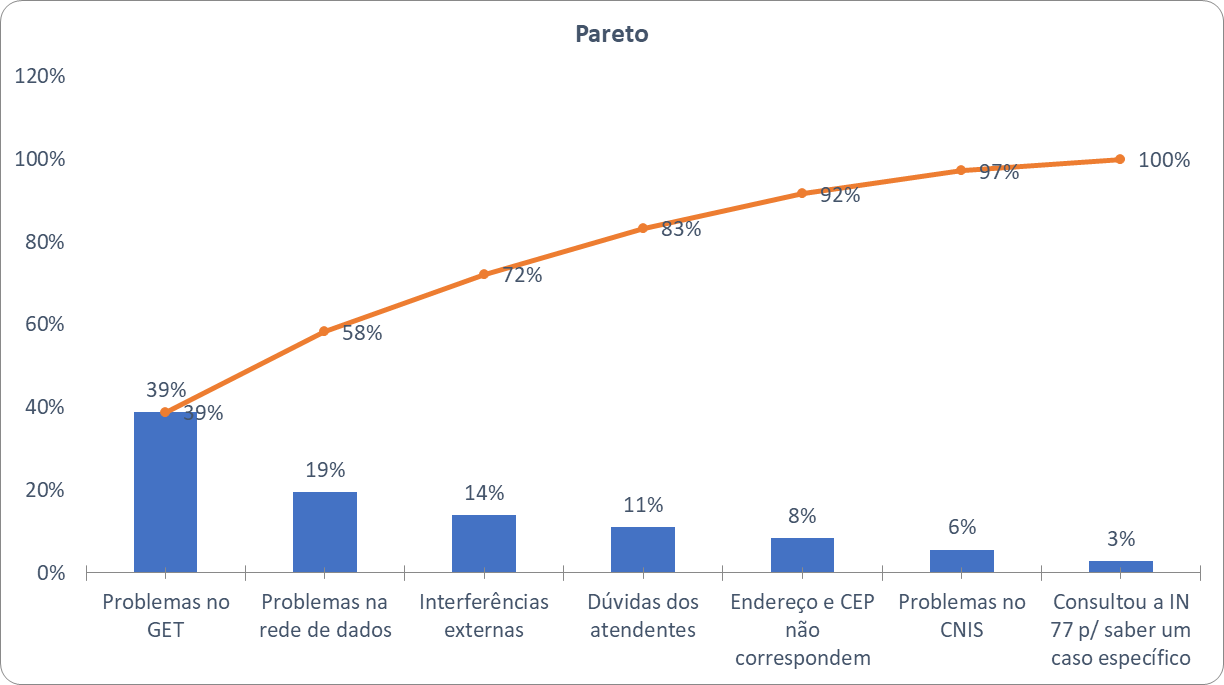 Pareto
120%
100%
80%
60%
40%
20%
0%
39%
19%
14%
11%
8%
6%
3%
39%
58%
72%
83%
92%
97%
100%
Problemas no
GET
Problemas na
rede de dados
Interferências
externas
Dúvidas dos
atendentes
Endereço e CEP
não
correspondem
Problemas no
CNIS
Consultou a IN
77 p/ saber um
caso específico